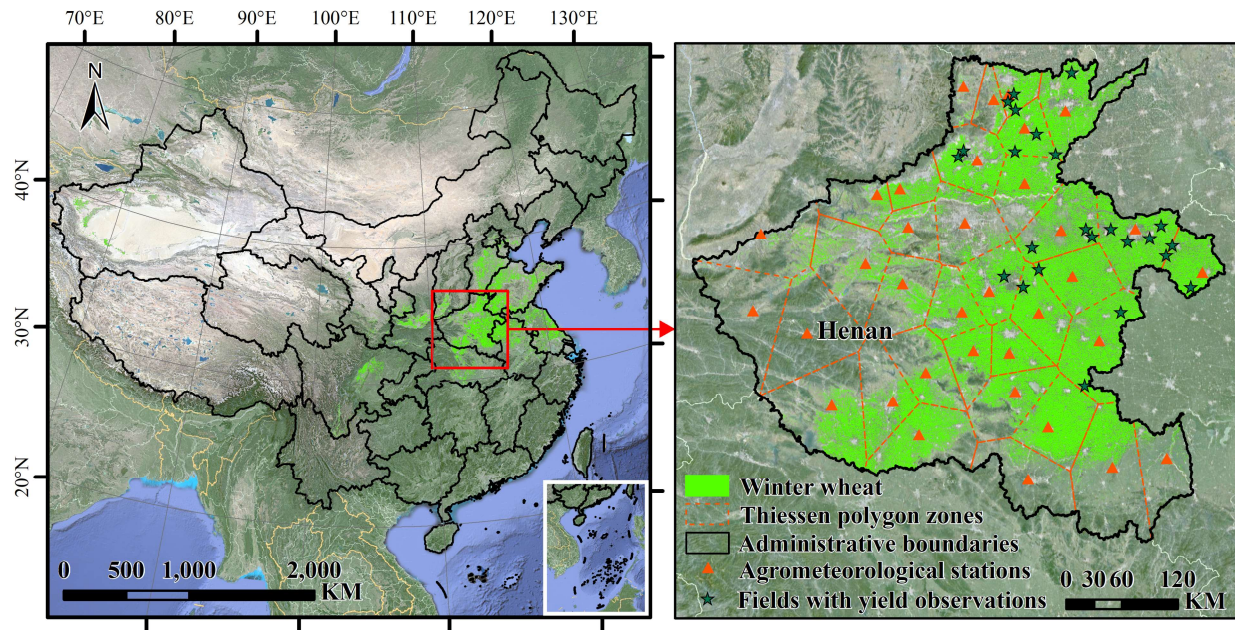 70°E 80°E 90°E 100°E 110°E 120°E 130°E
N
40°N
30°N
20°N
0 500 1,000 2,000
KM
Henan
Winter wheat
Thiessen polygon zones
Administrative boundaries
Agrometeorological stations
Fields with yield observations
0 30 60 120
KM